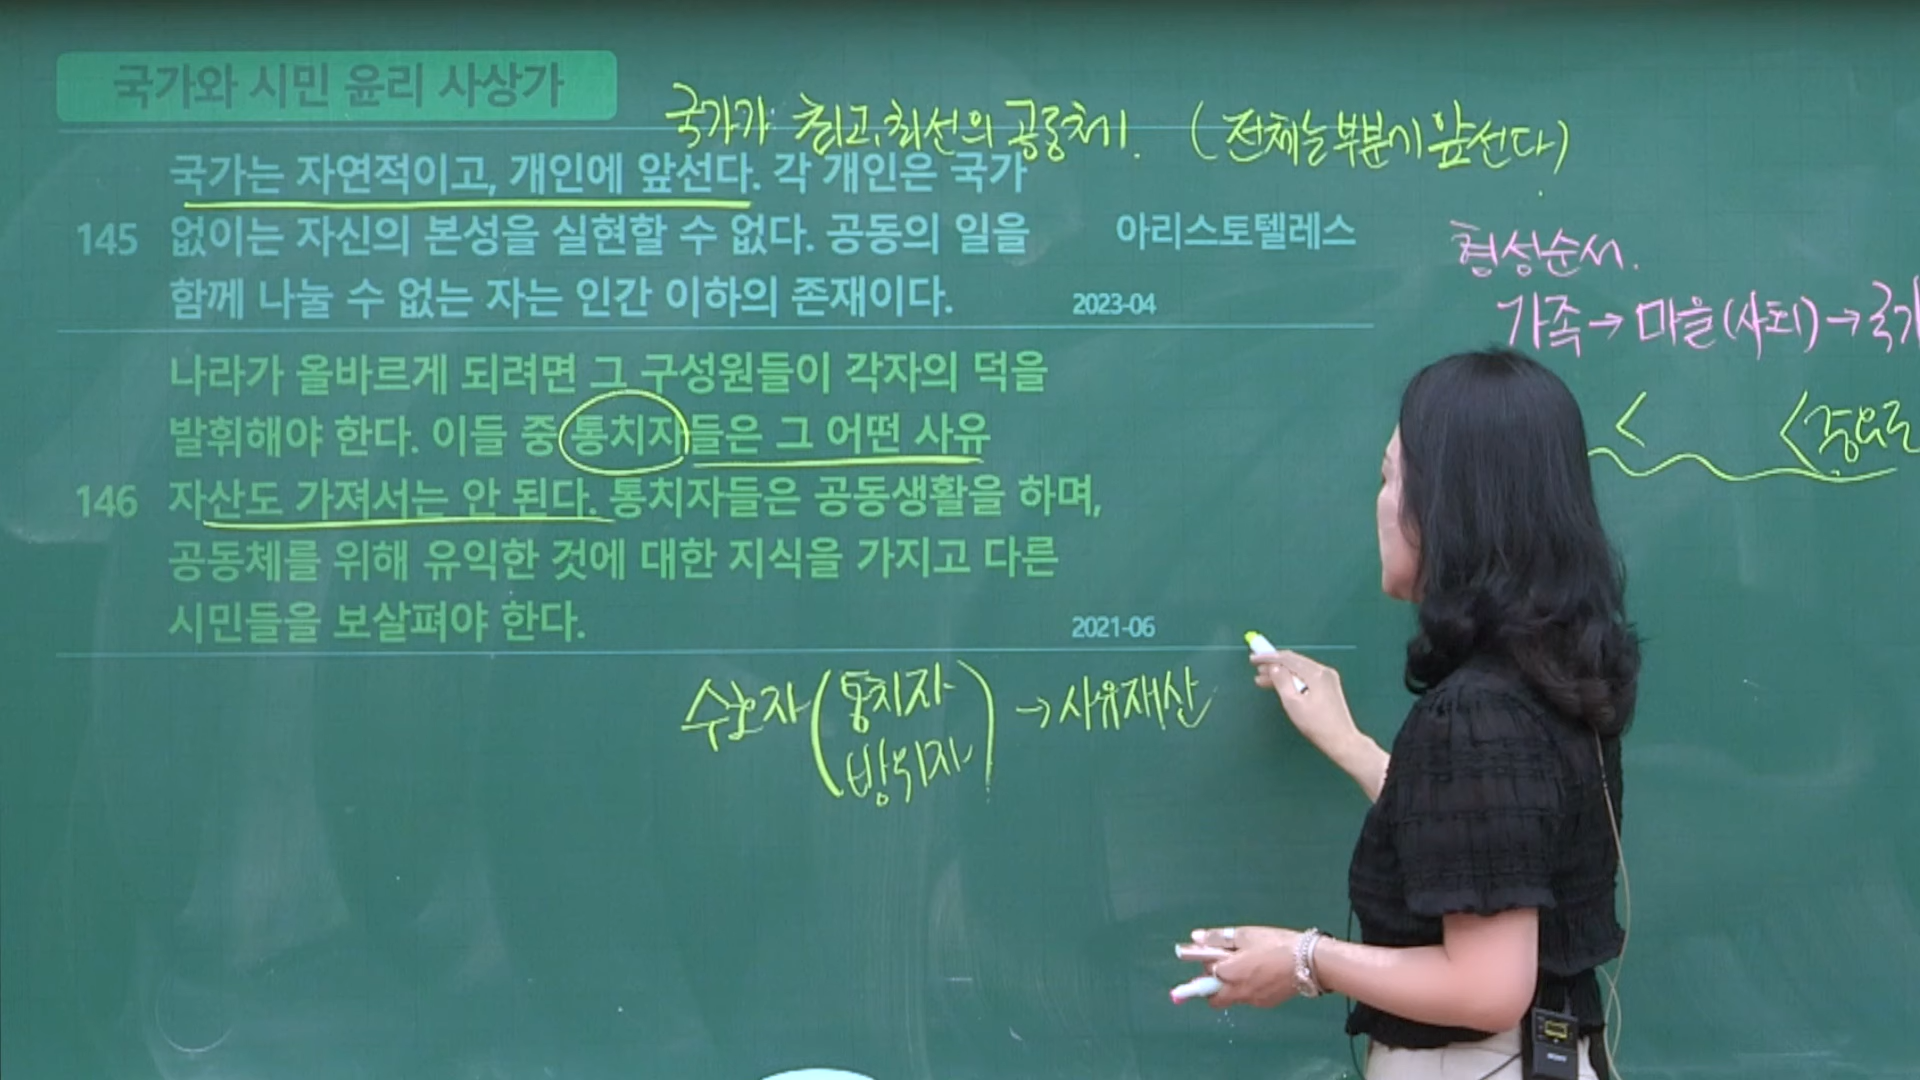 국가와 시민 윤리 사상가
국가가 최고, 최선의 공동체. (전체는 부분에 앞선다)
국가는 자연적이고, 개인에 앞선다. 각 개인은 국가
145 없이는 자신의 본성을 실현할 수 없다. 공동의 일을 아리스토텔레스
함께 나눌 수 없는 자는 인간 이하의 존재이다. 2023-04
형성순서.
가족→마을(사회)→국가
< <중요도
나라가 올바르게 되려면 그 구성원들이 각자의 덕을
발휘해야 한다. 이들 중 통치자들은 그 어떤 사유
146 자산도 가져서는 안 된다. 통치자들은 공동생활을 하며,
공동체를 위해 유익한 것에 대한 지식을 가지고 다른
시민들을 보살펴야 한다. 2021-06
수호자(통치자 방위자)→사유재산